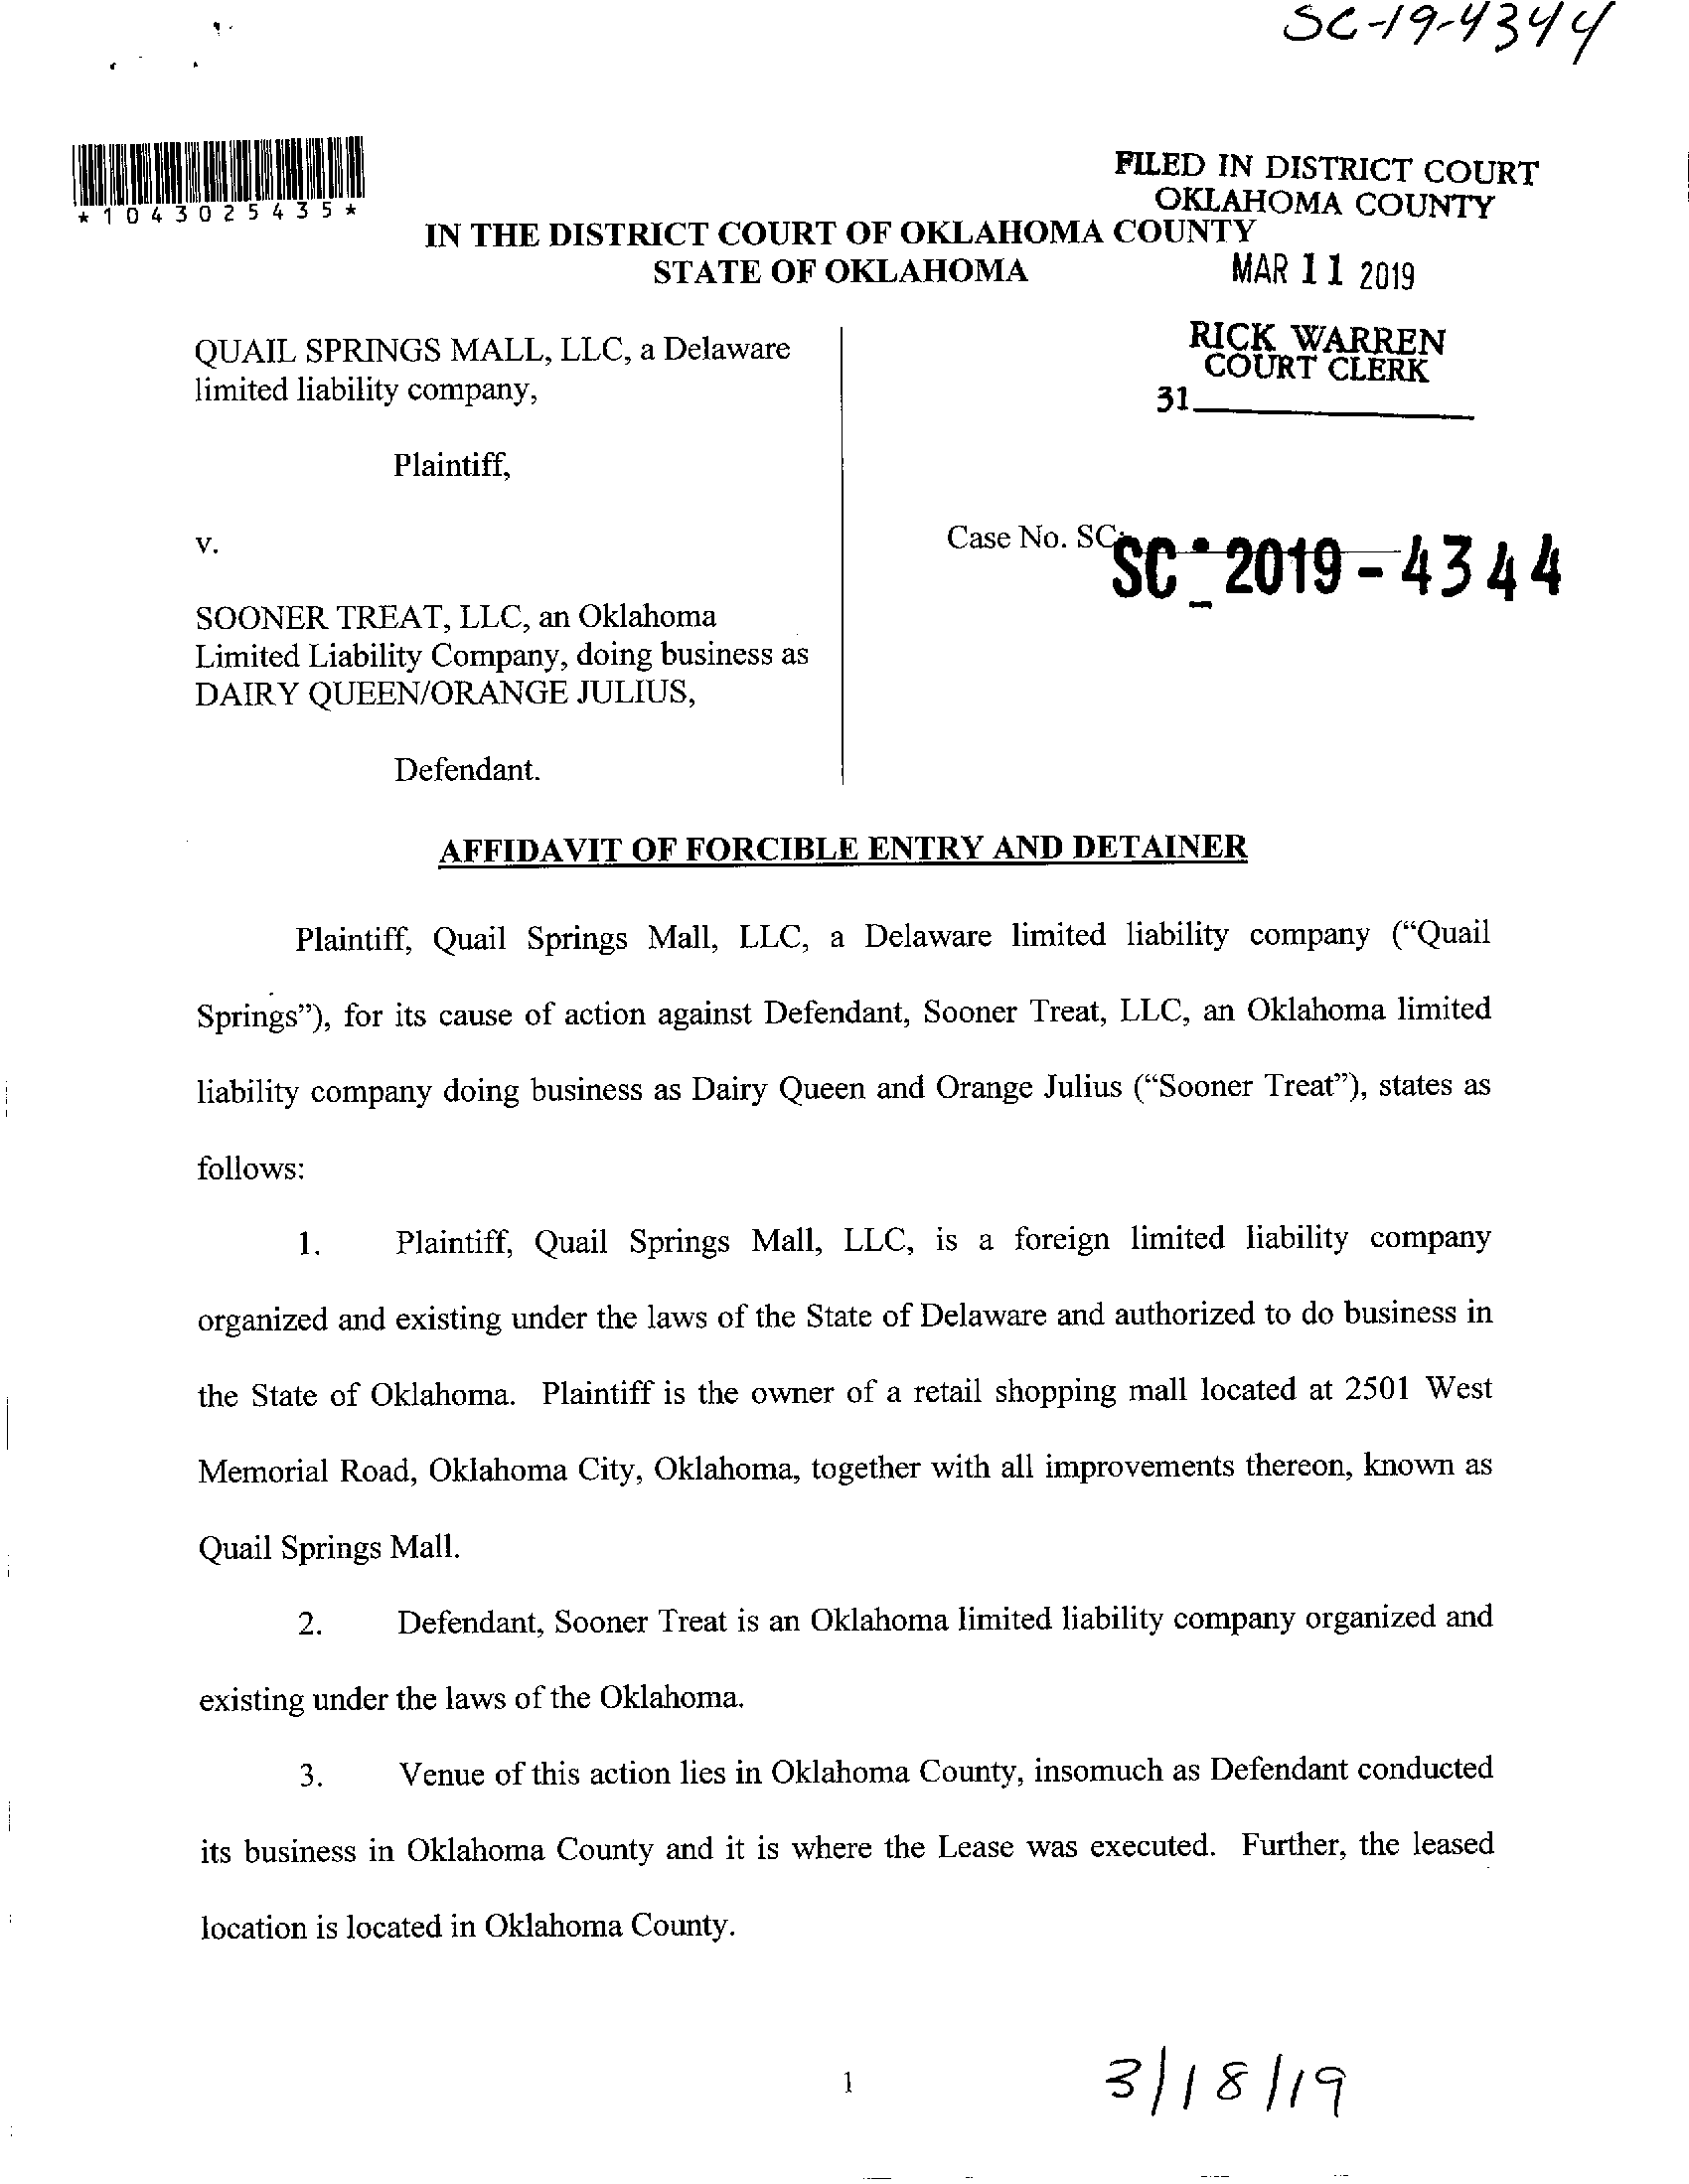 SC-19-4344
*1043025435*
FILED IN DISTRICT COURT
OKLAHOMA COUNTY
IN THE DISTRICT COURT OF OKLAHOMA COUNTY
STATE OF OKLAHOMA
MAR 11 2019
RICK WARREN
COURT CLERK
31
QUAIL SPRINGS MALL, LLC, a Delaware
limited liability company,
Plaintiff,
v.
Case No. SC-
SC - 2019 - 4344
SOONER TREAT, LLC, an Oklahoma
Limited Liability Company, doing business as
DAIRY QUEEN/ORANGE JULIUS,
Defendant.
AFFIDAVIT OF FORCIBLE ENTRY AND DETAINER
Plaintiff, Quail Springs Mall, LLC, a Delaware limited liability company (“Quail
Springs”), for its cause of action against Defendant, Sooner Treat, LLC, an Oklahoma limited
liability company doing business as Dairy Queen and Orange Julius (“Sooner Treat”), states as
follows:
1. Plaintiff, Quail Springs Mall, LLC, is a foreign limited liability company
organized and existing under the laws of the State of Delaware and authorized to do business in
the State of Oklahoma. Plaintiff is the owner of a retail shopping mall located at 2501 West
Memorial Road, Oklahoma City, Oklahoma, together with all improvements thereon, known as
Quail Springs Mall.
2. Defendant, Sooner Treat is an Oklahoma limited liability company organized and
existing under the laws of the Oklahoma.
3. Venue of this action lies in Oklahoma County, insomuch as Defendant conducted
its business in Oklahoma County and it is where the Lease was executed. Further, the leased
location is located in Oklahoma County.
1
3/18/19